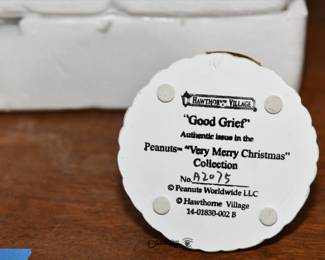 HAWTHORNE VILLAGE
"Good Grief"
Authentic issue in the
Peanuts™ "Very Merry Christmas"
Collection
No. A2075
© Peanuts Worldwide LLC
© Hawthorne Village
14-01830-002 B